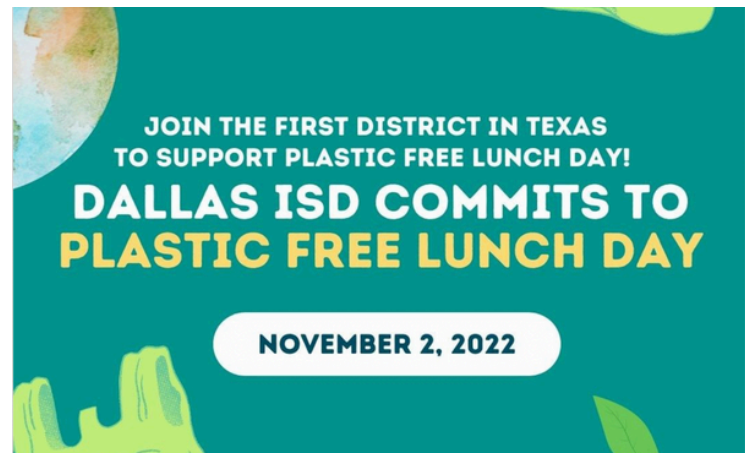 JOIN THE FIRST DISTRICT IN TEXAS
TO SUPPORT PLASTIC FREE LUNCH DAY!
DALLAS ISD COMMITS TO
PLASTIC FREE LUNCH DAY
NOVEMBER 2, 2022